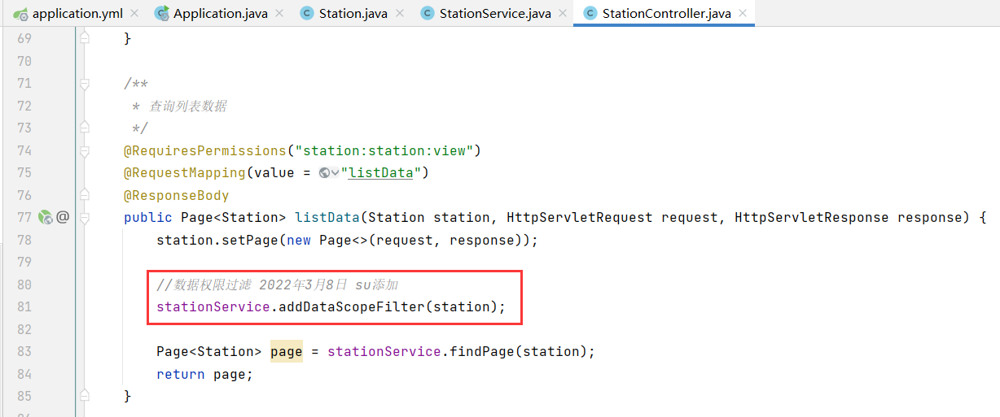 application.yml Application.java Station.java StationService.java StationController.java
69 }
70
71 /**
72 * 查询列表数据
73 */
74 @RequiresPermissions("station:station:view")
75 @RequestMapping(value = "listData")
76 @ResponseBody
77 @ public Page<Station> listData(Station station, HttpServletRequest request, HttpServletResponse response) {
78 station.setPage(new Page<>(request, response));
79
80 //数据权限过滤 2022年3月8日 su添加
81 stationService.addDataScopeFilter(station);
82
83 Page<Station> page = stationService.findPage(station);
84 return page;
85 }